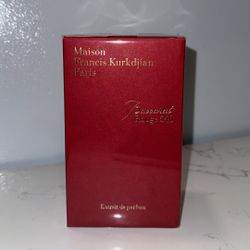 Maison
Francis Kurkdjian
Paris
Baccarat
Rouge 540
Extrait de parfum